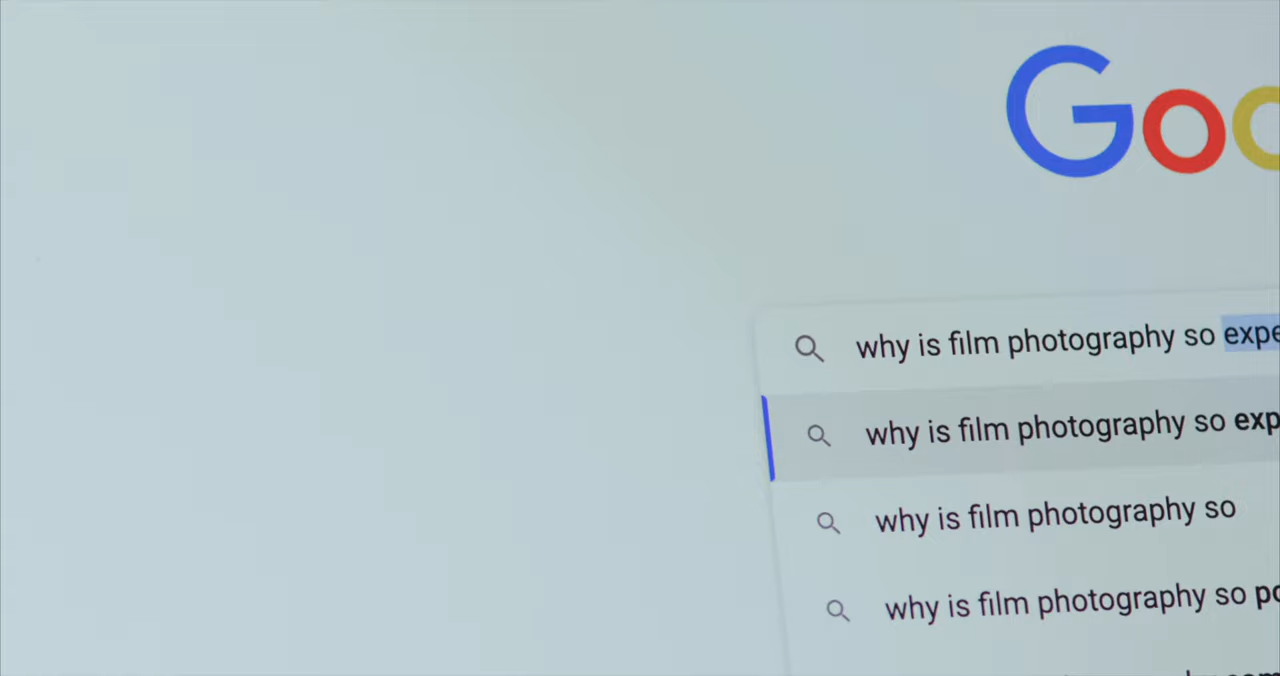 Goo
why is film photography so expe
why is film photography so exp
why is film photography so
why is film photography so po